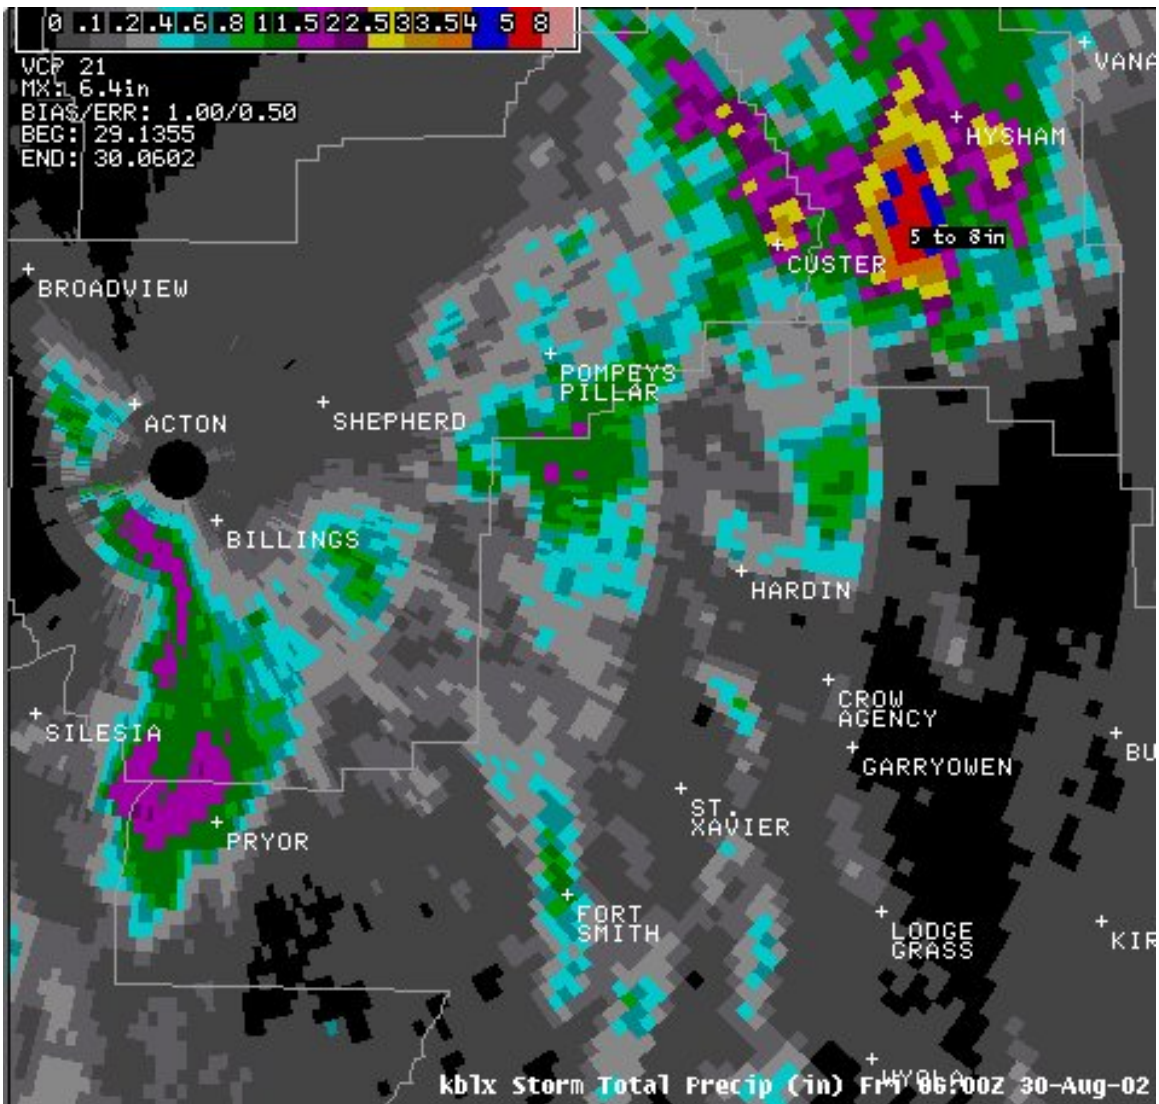 0 .1 .2 .4 .6 .8 1 1.5 2 2.5 3 3.5 4 5 8
VCP 21
MX: 6.4in
BIAS/ERR: 1.00/0.50
BEG: 29.1355
END: 30.0602
VANA
HYSHAM
5 to 8in
CUSTER
BROADVIEW
POMPEYS
PILLAR
ACTON
SHEPHERD
BILLINGS
HARDIN
CROW
AGENCY
SILESIA
BU
GARRYOWEN
ST.
XAVIER
PRYOR
FORT
SMITH
LODGE
GRASS
KIR
WYOLA
kblx Storm Total Precip (in) Fri 06:00Z 30-Aug-02